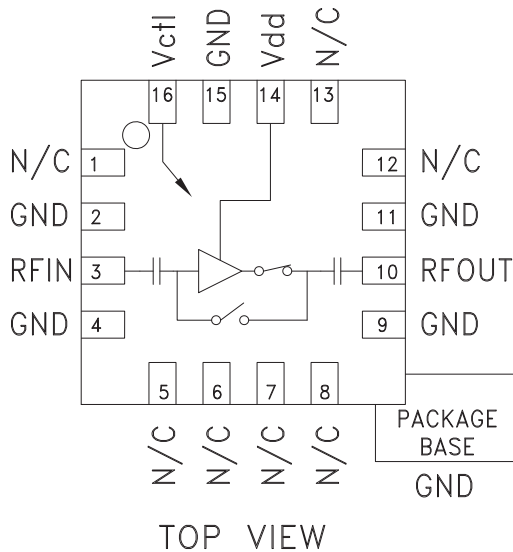 Vctl GND Vdd N/C
16 15 14 13
N/C 1 12 N/C
GND 2 11 GND
RFIN 3 10 RFOUT
GND 4 9 GND
5 6 7 8
N/C N/C N/C N/C
PACKAGE
BASE
GND
TOP VIEW